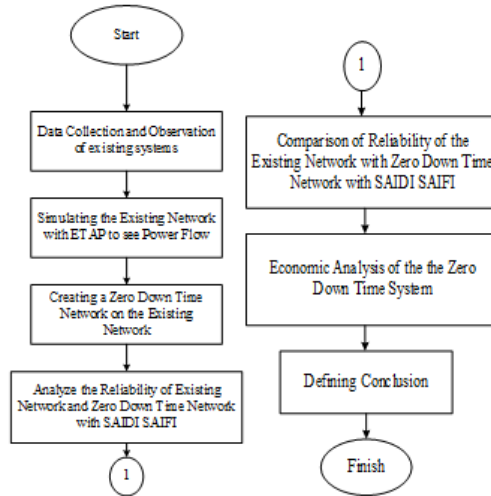 Start
Data Collection and Observation
of existing systems
Simulating the Existing Network
with ETAP to see Power Flow
Creating a Zero Down Time
Network on the Existing
Network
Analyze the Reliability of Existing
Network and Zero Down Time Network
with SAIDI SAIFI
1
1
Comparison of Reliability of the
Existing Network with Zero Down Time
Network with SAIDI SAIFI
Economic Analysis of the the Zero
Down Time System
Defining Conclusion
Finish